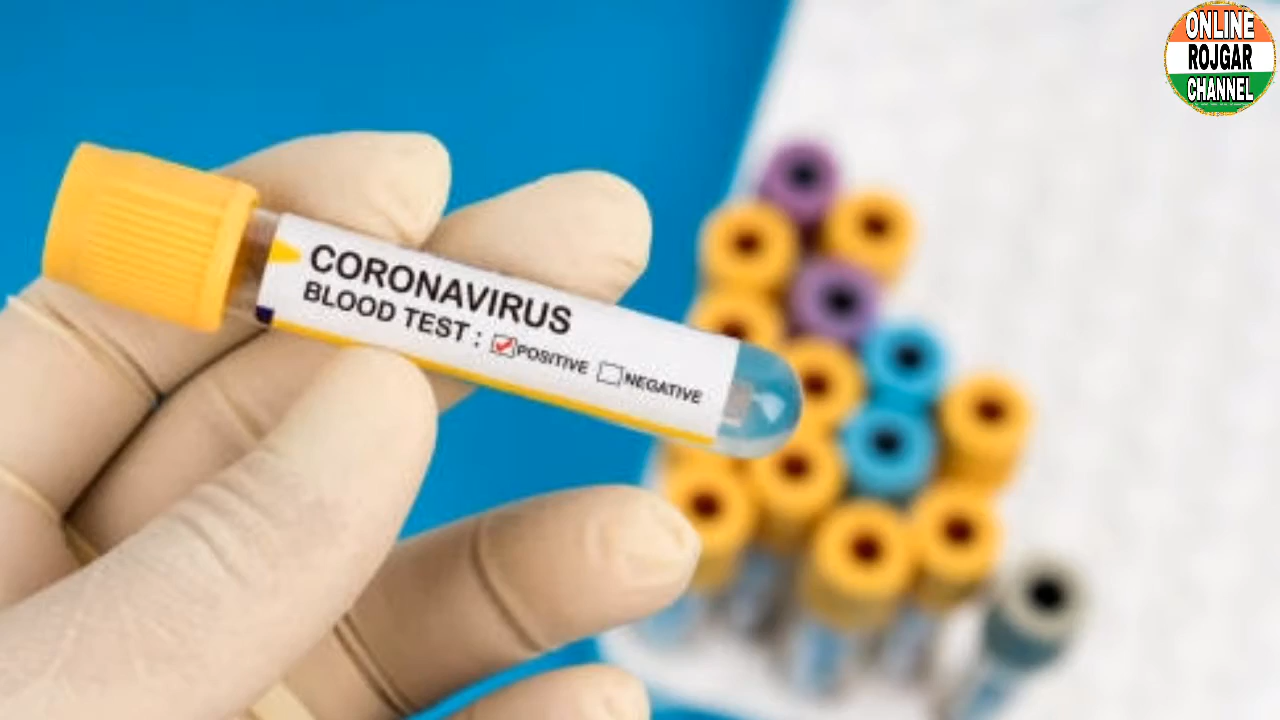 ONLINE
ROJGAR
CHANNEL
CORONAVIRUS
BLOOD TEST : POSITIVE NEGATIVE